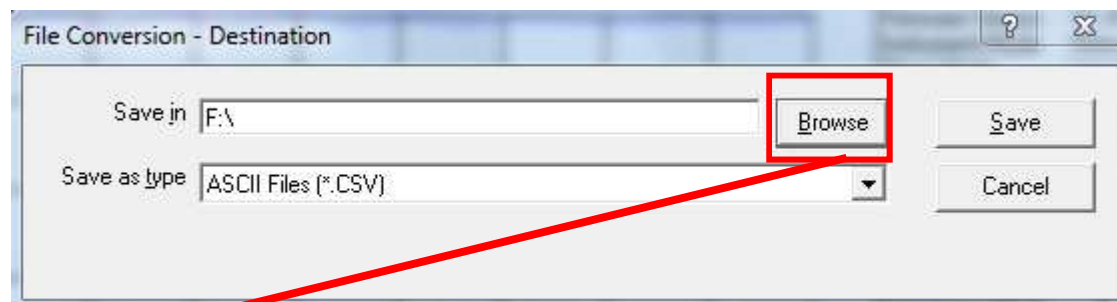 File Conversion - Destination
Save in F:\ Browse Save
Save as type ASCII Files (*.CSV) Cancel